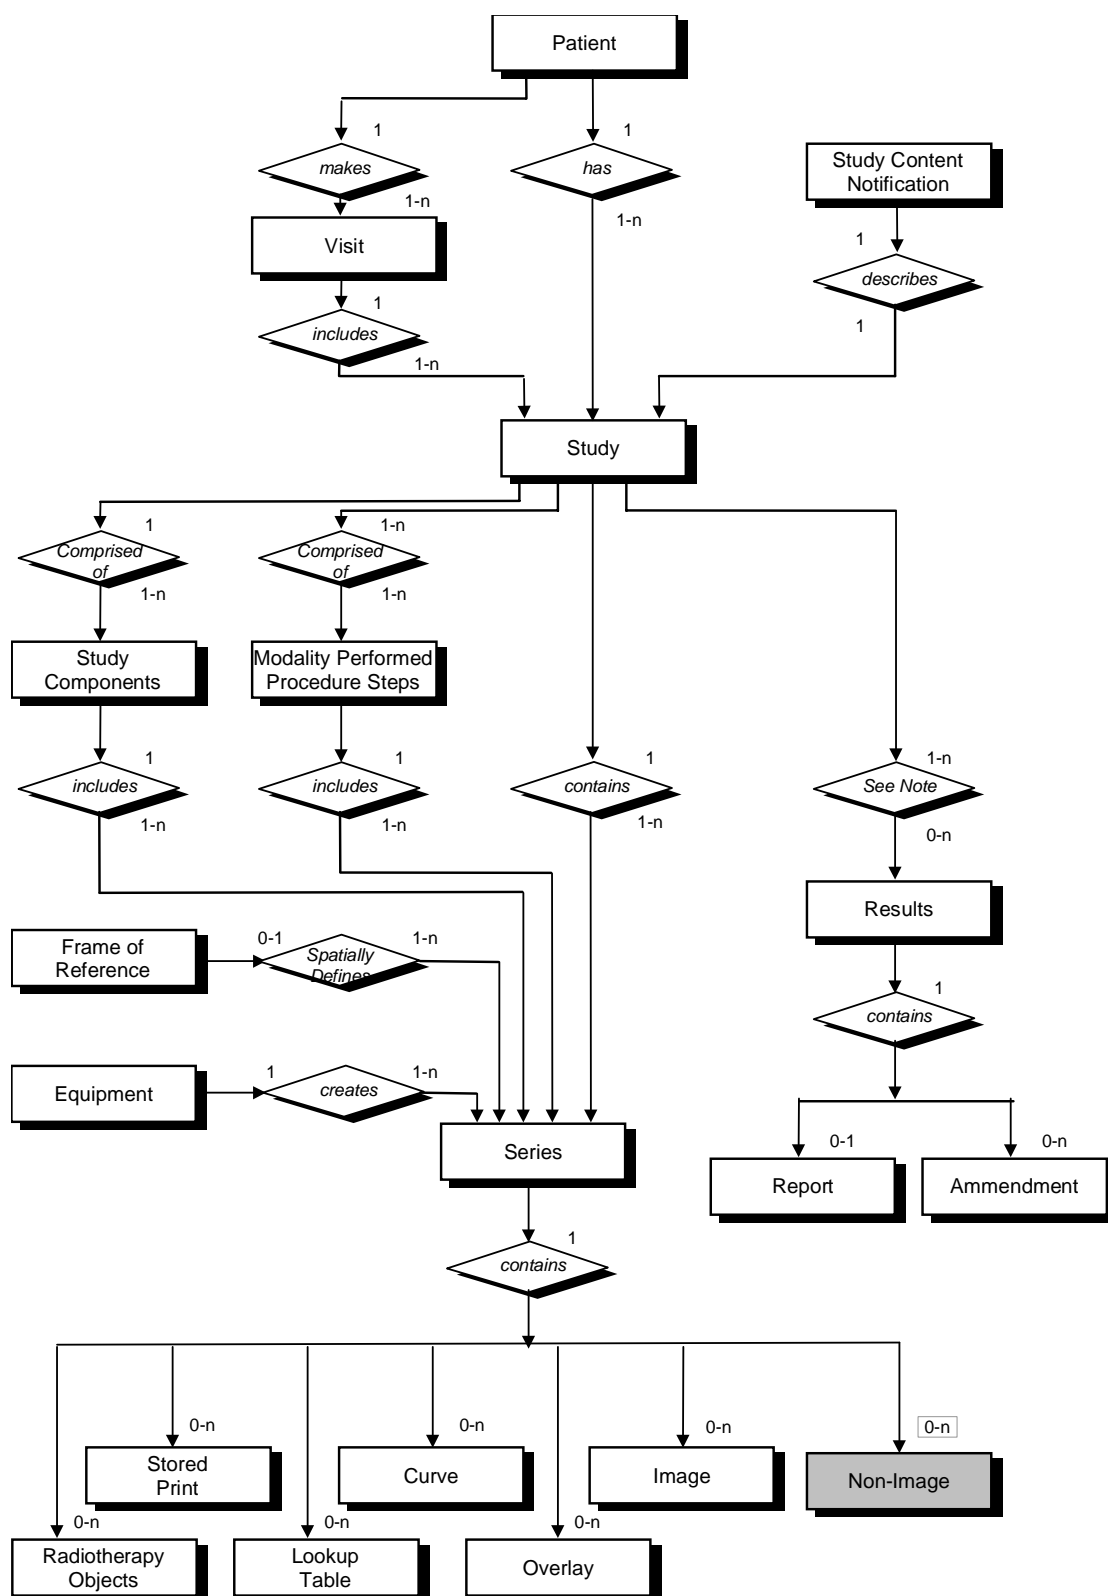 Patient
1
1
makes
has
Study Content
Notification
1-n
1-n
Visit
1
describes
1
1
includes
1-n
Study
1
1-n
Comprised
of
Comprised
of
1-n
1-n
Study
Components
Modality Performed
Procedure Steps
1
1
1
1-n
includes
includes
contains
See Note
1-n
1-n
1-n
0-n
Results
Frame of
Reference
0-1
Spatially
Defines
1-n
1
contains
Equipment
1
creates
1-n
Series
0-1
0-n
Report
Ammendment
1
contains
0-n
0-n
0-n
0-n
Stored
Print
Curve
Image
Non-Image
0-n
0-n
0-n
Radiotherapy
Objects
Lookup
Table
Overlay